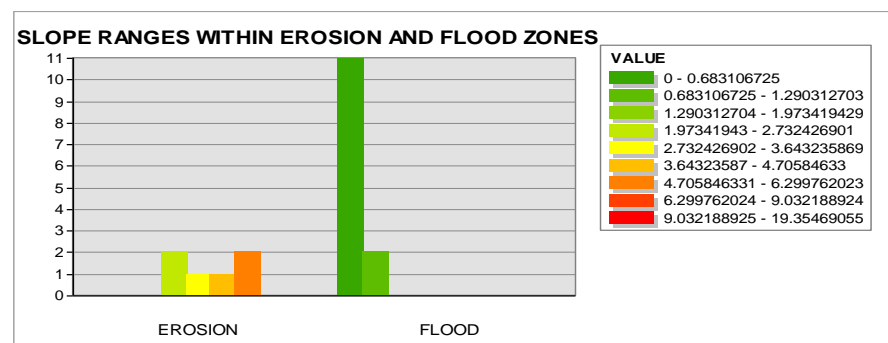 SLOPE RANGES WITHIN EROSION AND FLOOD ZONES
11
10
9
8
7
6
5
4
3
2
1
0
EROSION FLOOD
VALUE
0 - 0.683106725
0.683106725 - 1.290312703
1.290312704 - 1.973419429
1.97341943 - 2.732426901
2.732426902 - 3.643235869
3.64323587 - 4.70584633
4.705846331 - 6.299762023
6.299762024 - 9.032188924
9.032188925 - 19.35469055